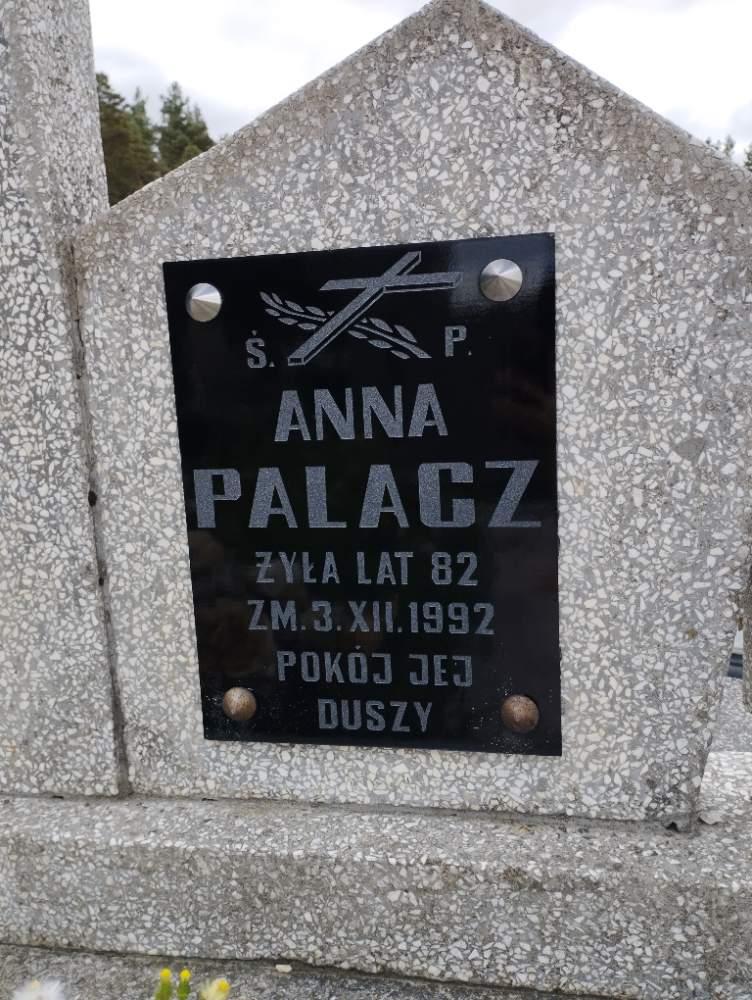 Ś. P.
ANNA
PALACZ
ŻYŁA LAT 82
ZM. 3. XII. 1992
POKÓJ JEJ
DUSZY